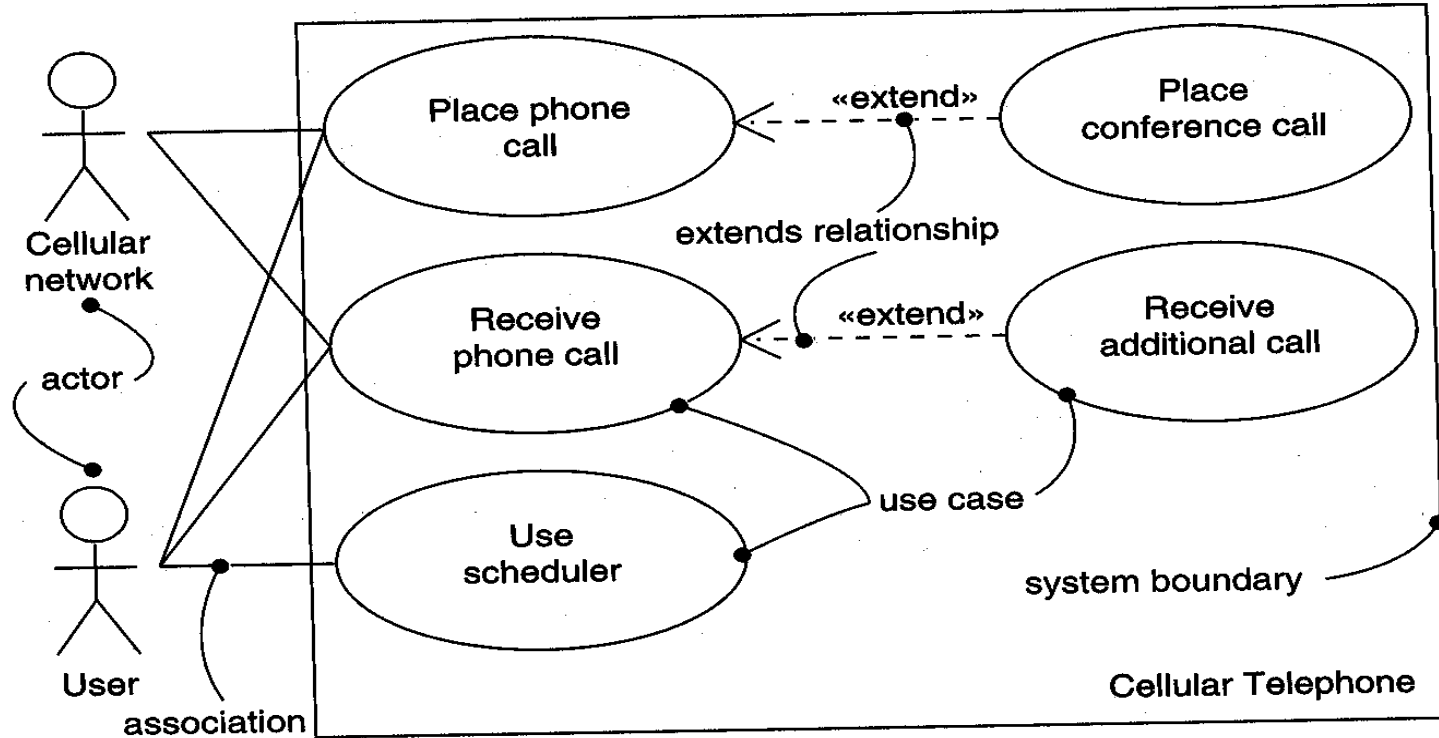 Place phone
call
«extend»
Place
conference call
Cellular
network
extends relationship
Receive
phone call
«extend»
Receive
additional call
actor
use case
Use
scheduler
system boundary
User
association
Cellular Telephone